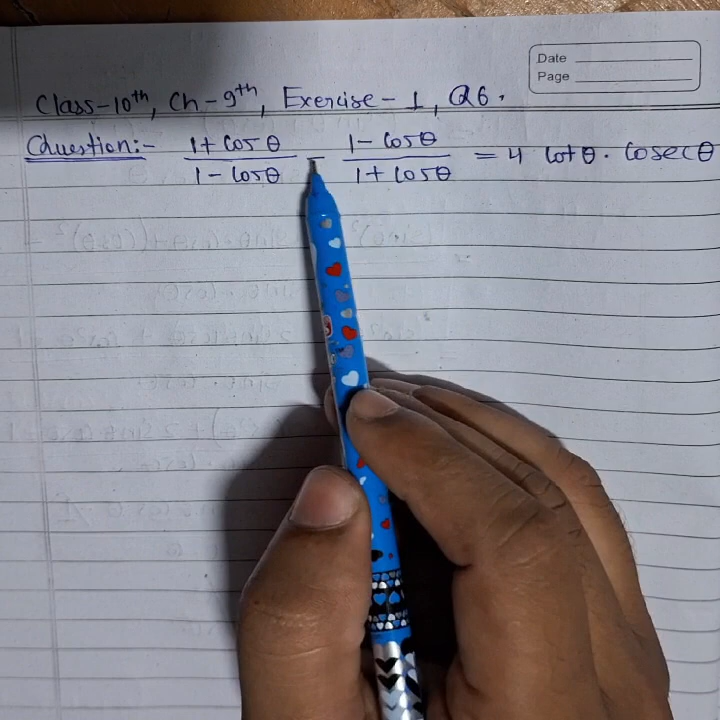 Date
Page
Class-10th, Ch-9th, Exercise-1, Q6.
Question:- 1+cosθ / 1-cosθ - 1-cosθ / 1+cosθ = 4 cotθ. cosecθ